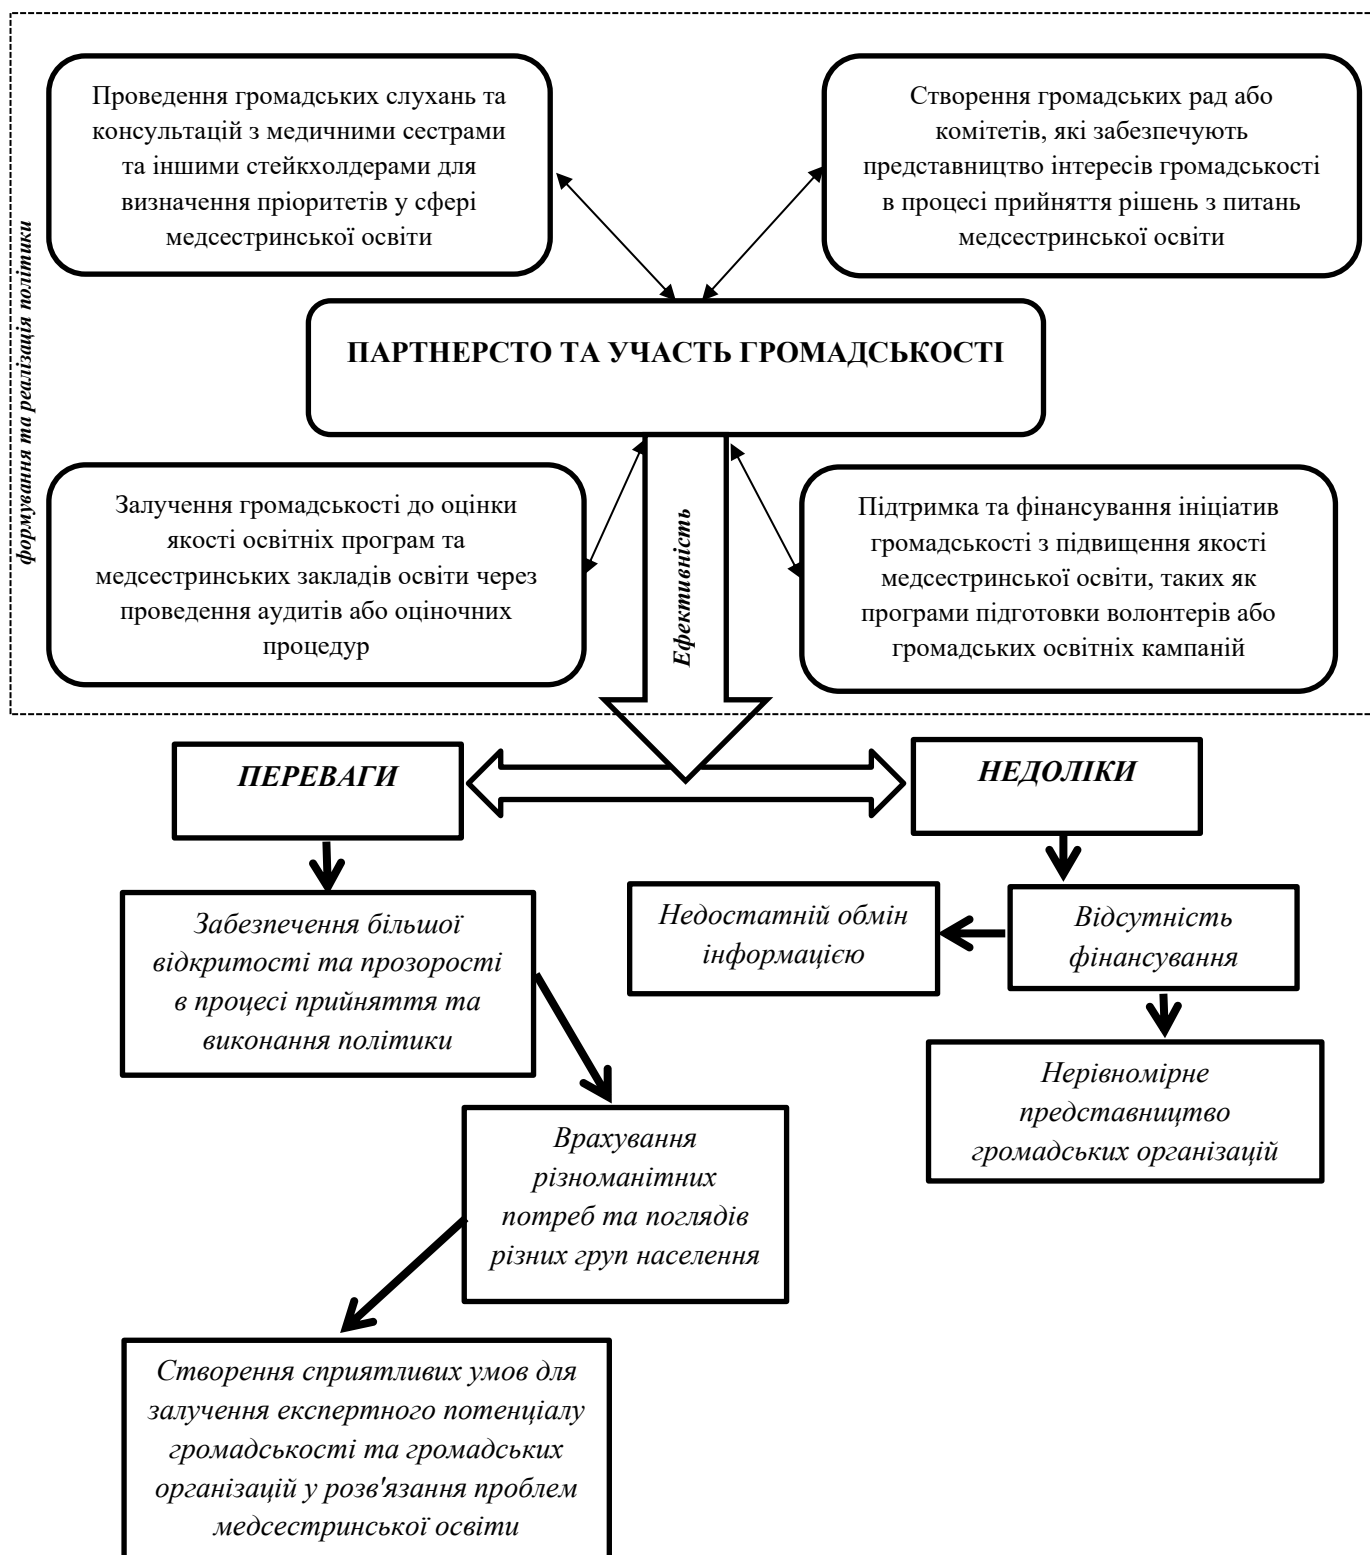 Проведення громадських слухань та
консультацій з медичними сестрами
та іншими стейкхолдерами для
визначення пріоритетів у сфері
медсестринської освіти
Створення громадських рад або
комітетів, які забезпечують
представництво інтересів громадськості
в процесі прийняття рішень з питань
медсестринської освіти
формування та реалізація політики
ПАРТНЕРСТО ТА УЧАСТЬ ГРОМАДСЬКОСТІ
Залучення громадськості до оцінки
якості освітніх програм та
медсестринських закладів освіти через
проведення аудитів або оціночних
процедур
Ефективність
Підтримка та фінансування ініціатив
громадськості з підвищення якості
медсестринської освіти, таких як
програми підготовки волонтерів або
громадських освітніх кампаній
ПЕРЕВАГИ
НЕДОЛІКИ
Забезпечення більшої
відкритості та прозорості
в процесі прийняття та
виконання політики
Недостатній обмін
інформацією
Відсутність
фінансування
Нерівномірне
представництво
громадських організацій
Врахування
різноманітних
потреб та поглядів
різних груп населення
Створення сприятливих умов для
залучення експертного потенціалу
громадськості та громадських
організацій у розв'язання проблем
медсестринської освіти